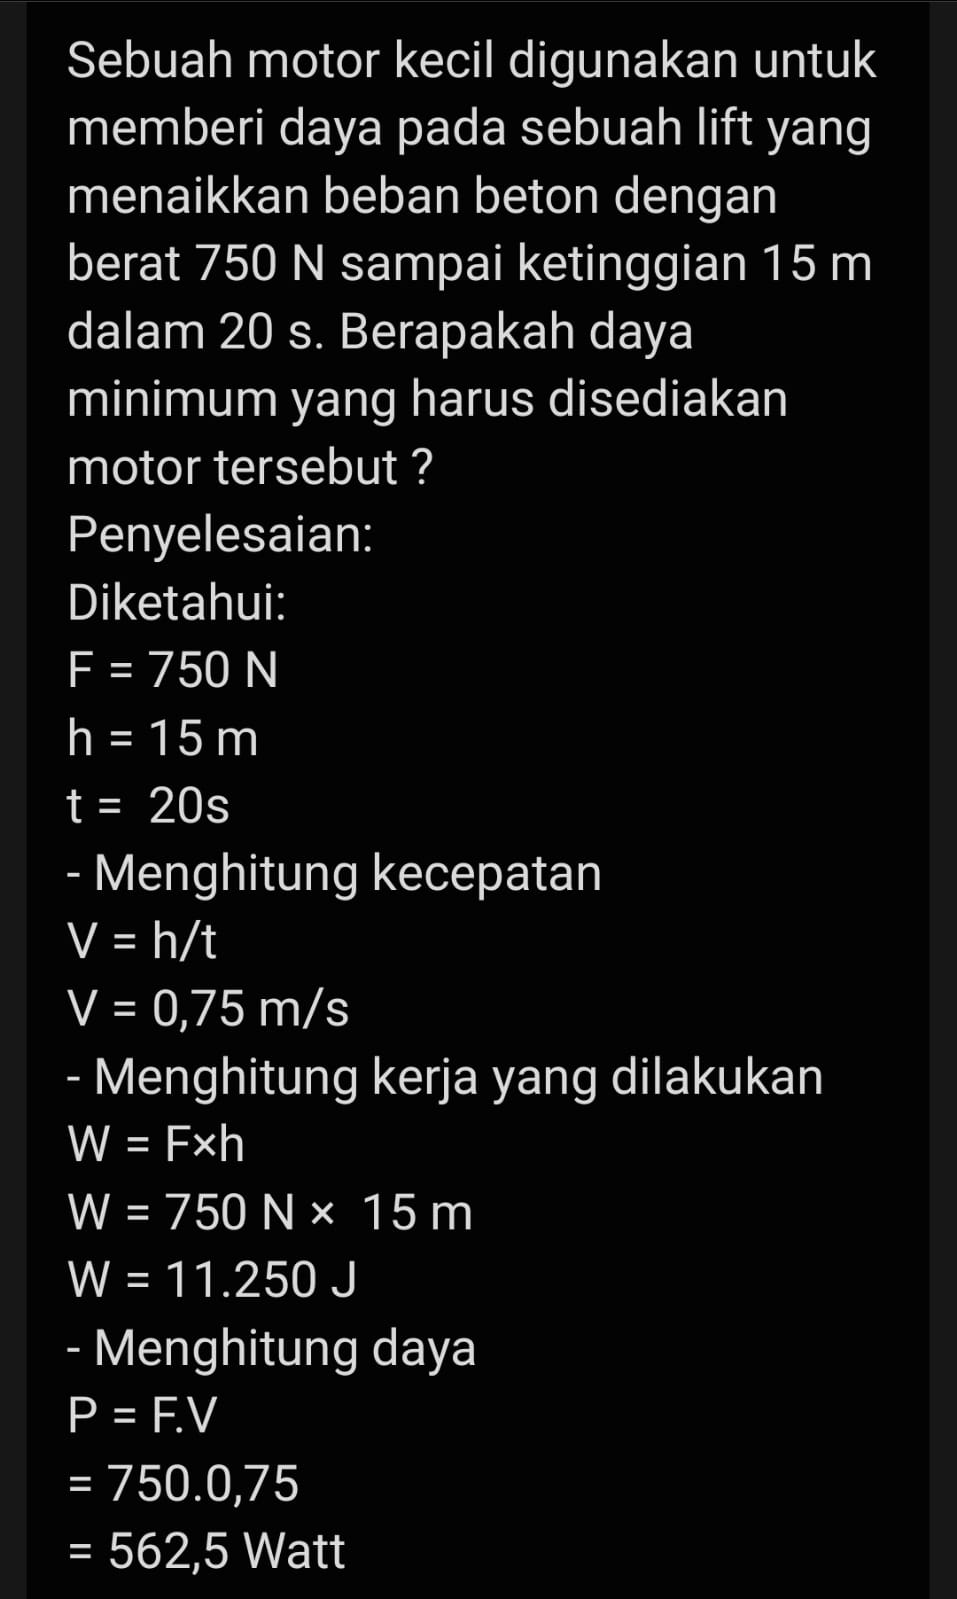 Sebuah motor kecil digunakan untuk
memberi daya pada sebuah lift yang
menaikkan beban beton dengan
berat 750 N sampai ketinggian 15 m
dalam 20 s. Berapakah daya
minimum yang harus disediakan
motor tersebut ?
Penyelesaian:
Diketahui:
F = 750 N
h = 15 m
t =  20s
- Menghitung kecepatan
V = h/t
V = 0,75 m/s
- Menghitung kerja yang dilakukan
W = F×h
W = 750 N ×  15 m
W = 11.250 J
- Menghitung daya
P = F.V
= 750.0,75
= 562,5 Watt